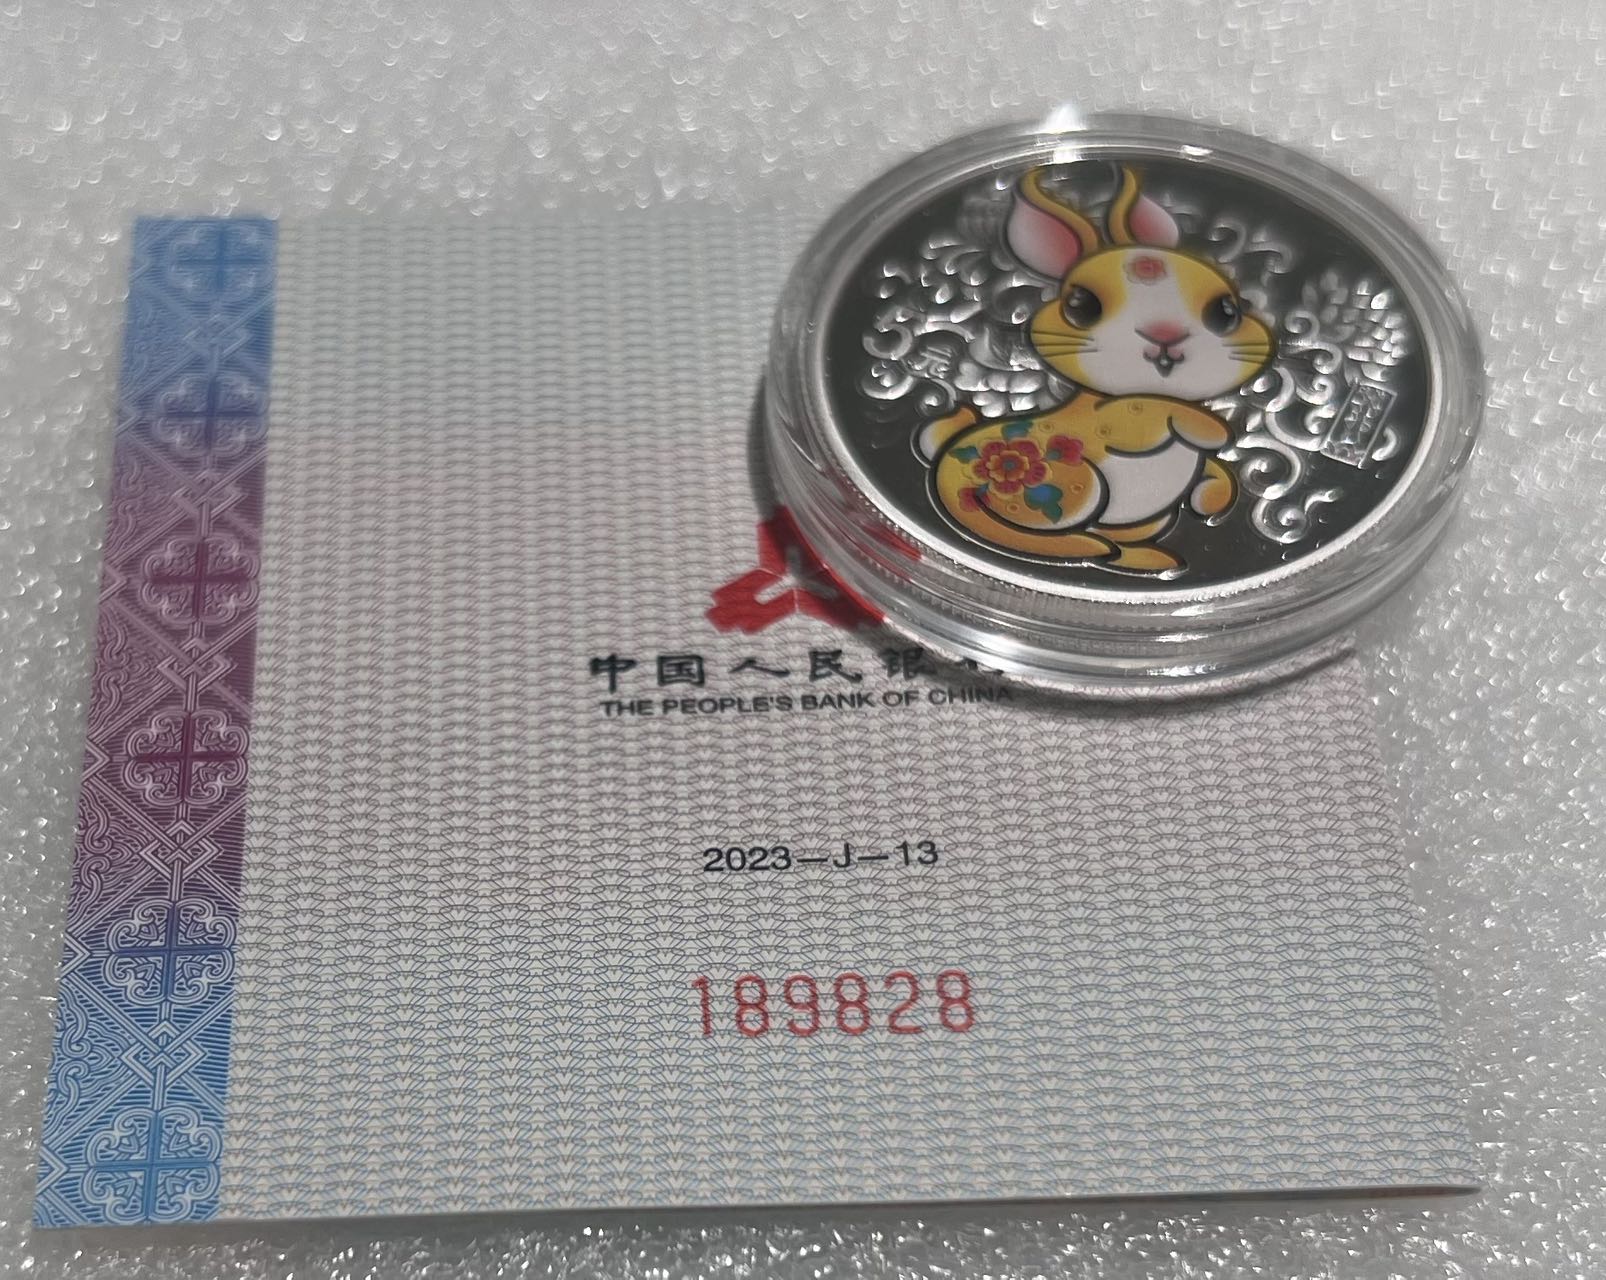 中国人民银
THE PEOPLE'S BANK OF CHINA
2023—J—13
189828